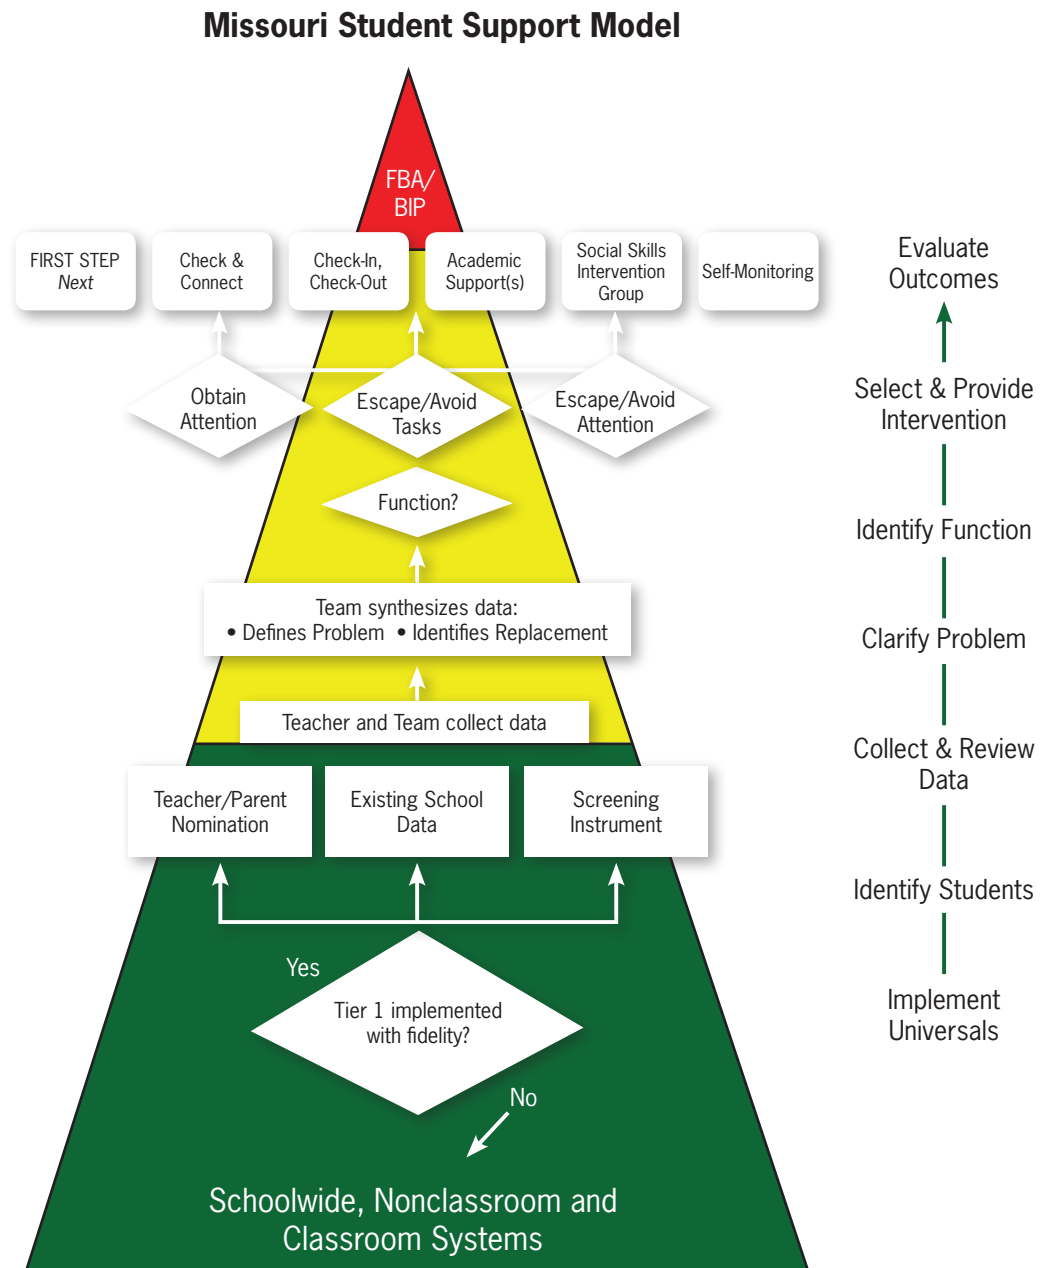 Missouri Student Support Model
FBA/
BIP
FIRST STEP
Next
Check &
Connect
Check-In,
Check-Out
Academic
Support(s)
Social Skills
Intervention
Group
Self-Monitoring
Obtain
Attention
Escape/Avoid
Tasks
Escape/Avoid
Attention
Function?
Team synthesizes data:
• Defines Problem • Identifies Replacement
Teacher and Team collect data
Teacher/Parent
Nomination
Existing School
Data
Screening
Instrument
Yes
Tier 1 implemented
with fidelity?
No
Schoolwide, Nonclassroom and
Classroom Systems
Evaluate
Outcomes
Select & Provide
Intervention
Identify Function
Clarify Problem
Collect & Review
Data
Identify Students
Implement
Universals